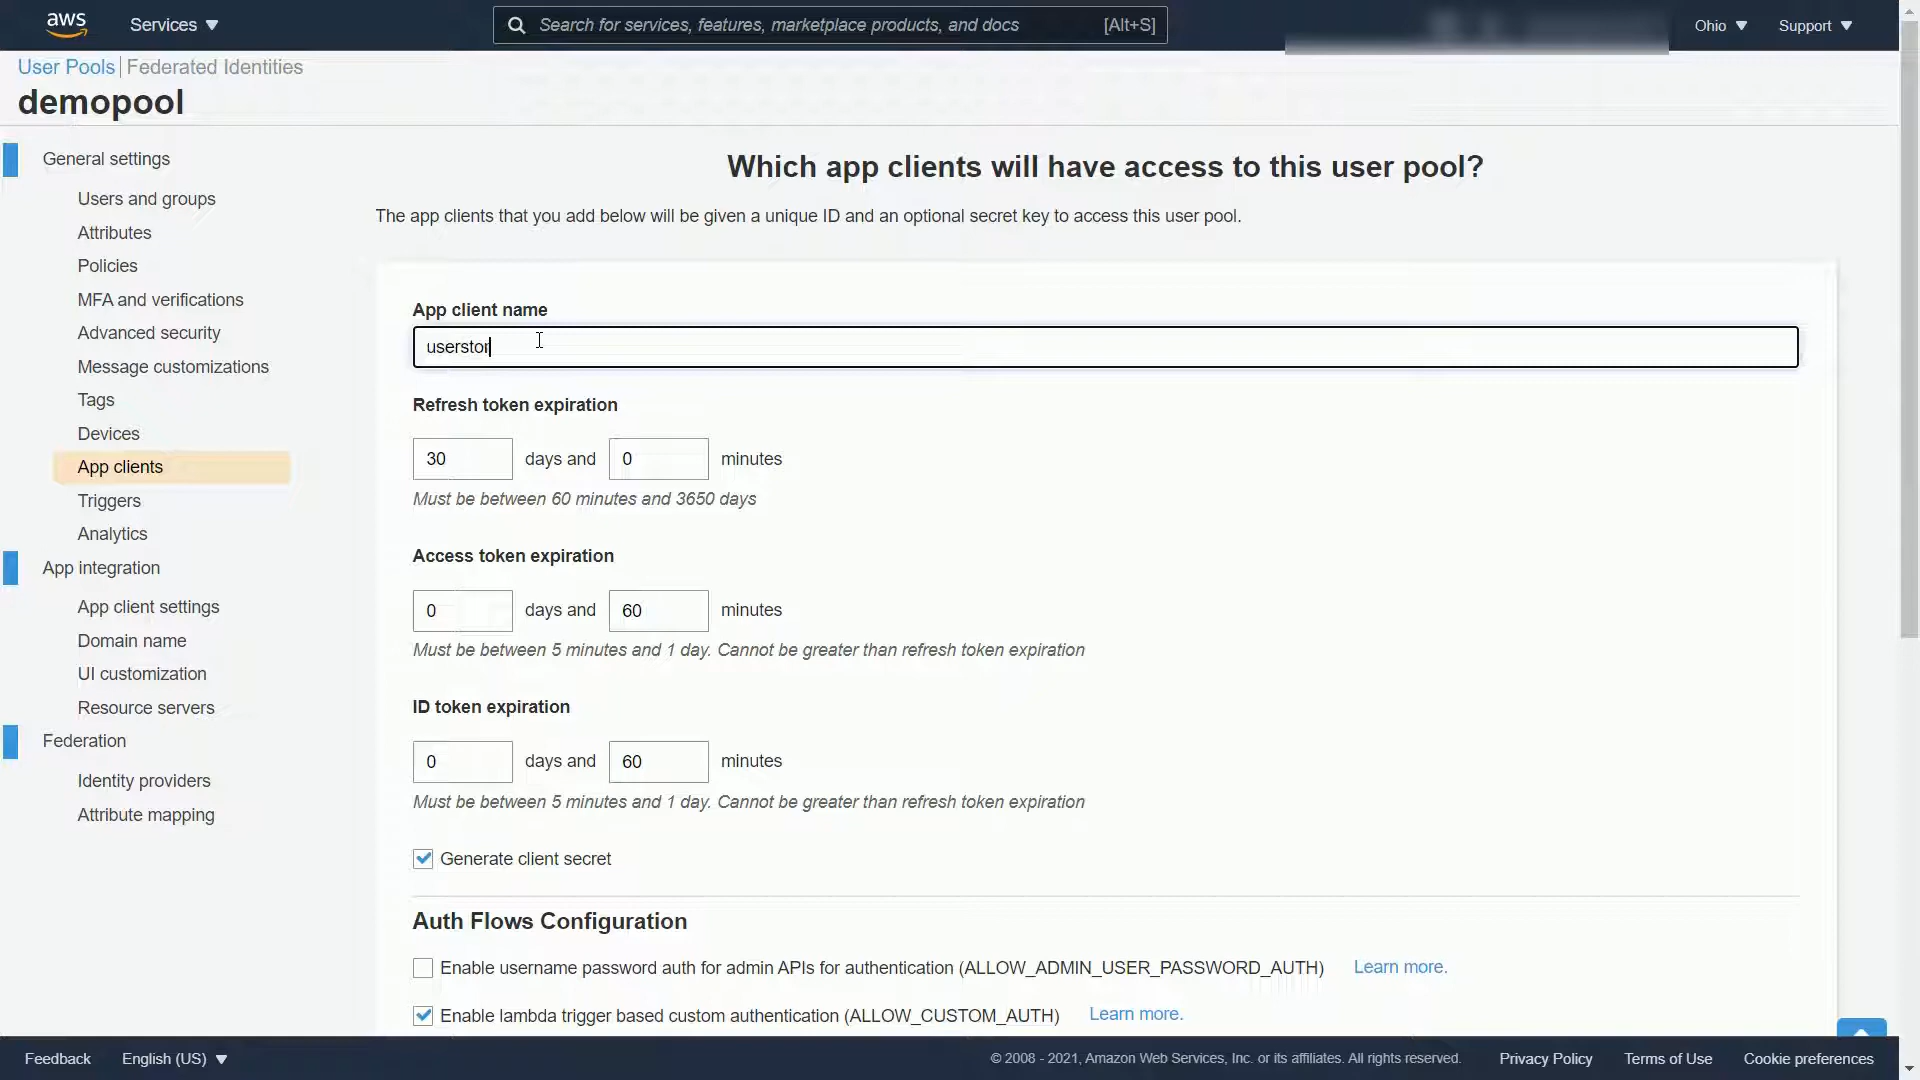 aws
Services
Search for services, features, marketplace products, and docs
[Alt+S]
Ohio
Support
User Pools | Federated Identities
demopool
General settings
Users and groups
Attributes
Policies
MFA and verifications
Advanced security
Message customizations
Tags
Devices
App clients
Triggers
Analytics
App integration
App client settings
Domain name
UI customization
Resource servers
Federation
Identity providers
Attribute mapping
Which app clients will have access to this user pool?
The app clients that you add below will be given a unique ID and an optional secret key to access this user pool.
App client name
userstor
Refresh token expiration
30 days and 0 minutes
Must be between 60 minutes and 3650 days
Access token expiration
0 days and 60 minutes
Must be between 5 minutes and 1 day. Cannot be greater than refresh token expiration
ID token expiration
0 days and 60 minutes
Must be between 5 minutes and 1 day. Cannot be greater than refresh token expiration
Generate client secret
Auth Flows Configuration
Enable username password auth for admin APIs for authentication (ALLOW_ADMIN_USER_PASSWORD_AUTH) Learn more.
Enable lambda trigger based custom authentication (ALLOW_CUSTOM_AUTH) Learn more.
Feedback
English (US)
© 2008 - 2021, Amazon Web Services, Inc. or its affiliates. All rights reserved.
Privacy Policy
Terms of Use
Cookie preferences